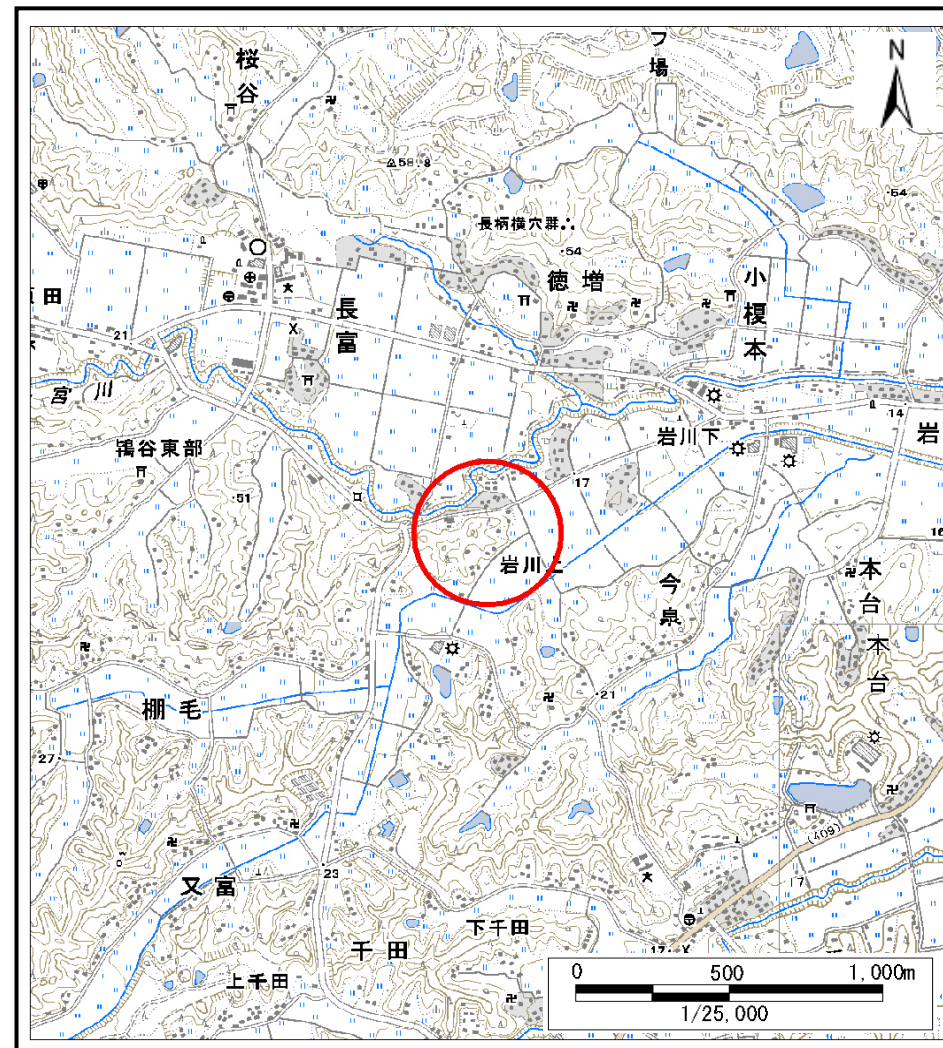 桜谷
フ場
N
58.8
長柄横穴群
54
54
徳増
小榎本
田
21
長富
宮川
14
岩川下
岩
鴇谷東部
51
17
岩川上
16
今泉
本台
本台
21
棚毛
27
(409)
又富
23
17
下千田
千田
17
上千田
0 500 1,000m
1/25,000